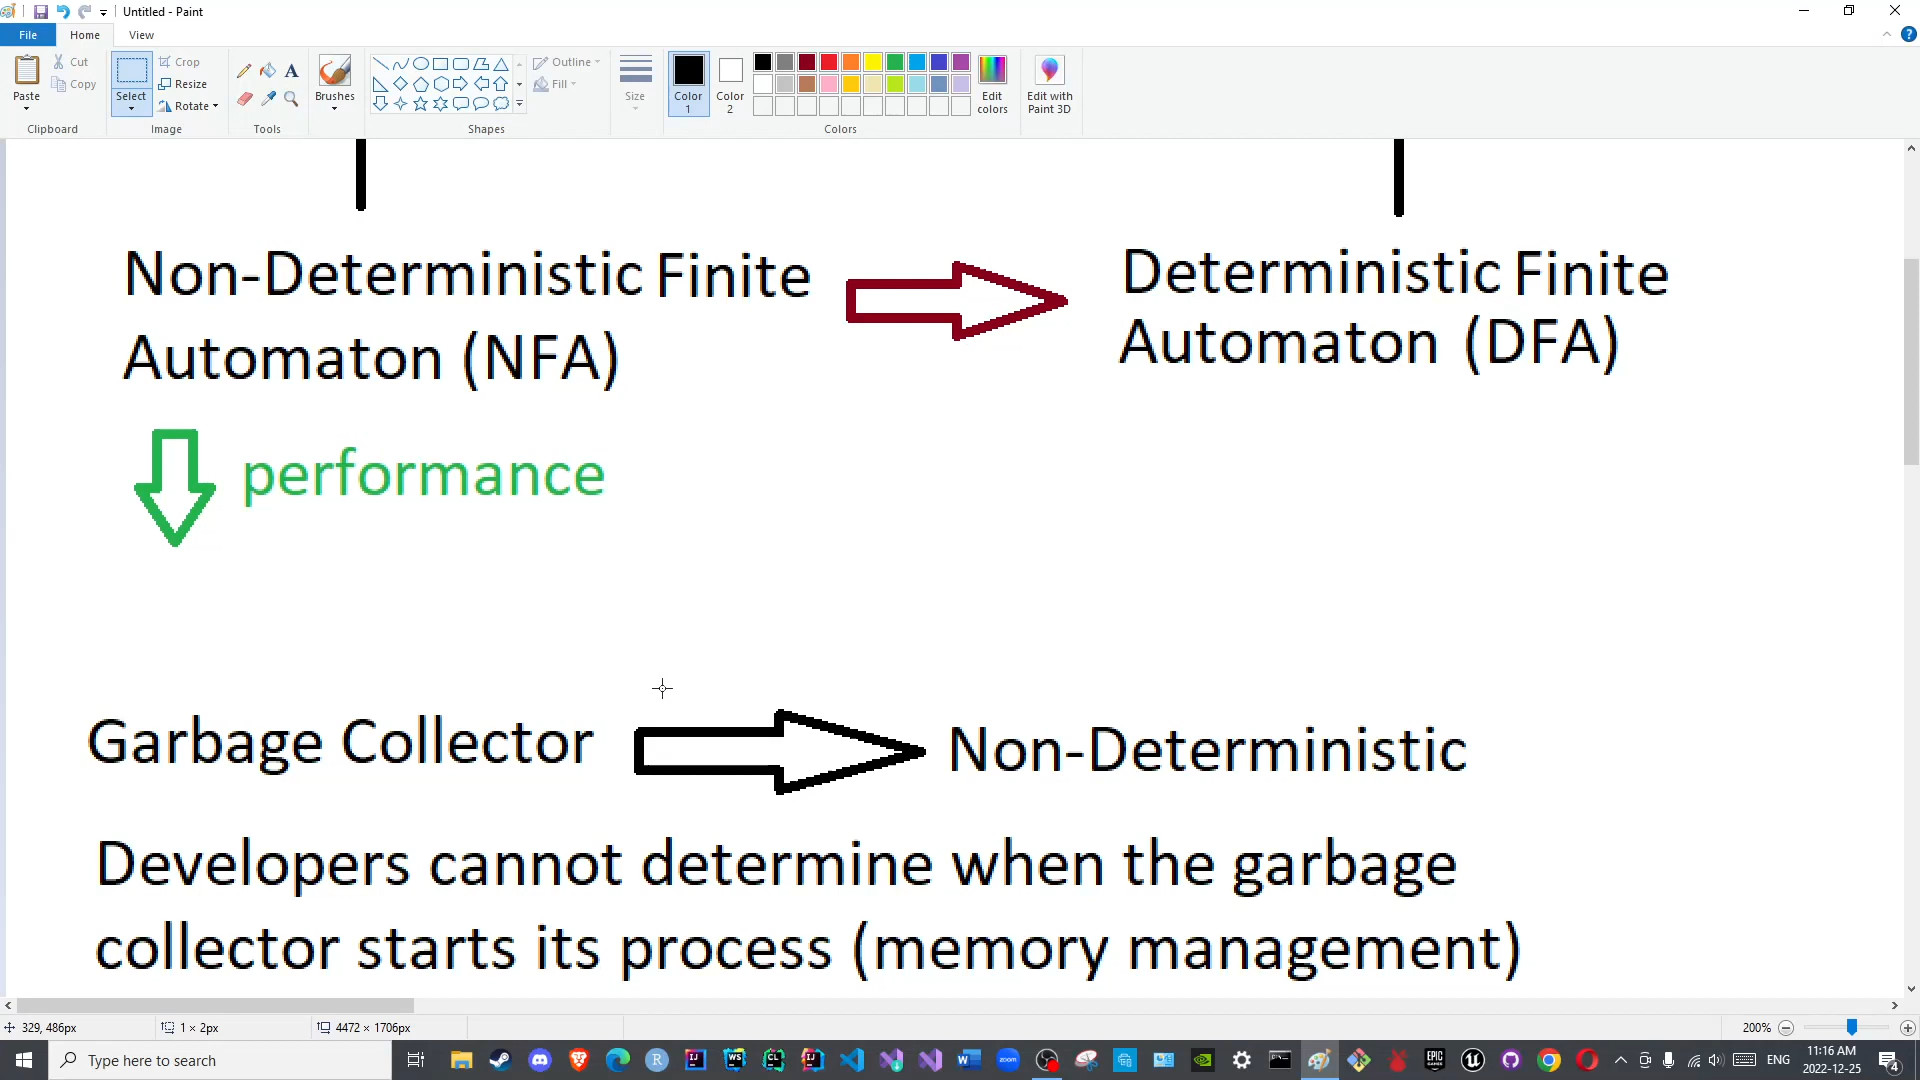 Untitled - Paint
File Home View
Paste
Cut
Copy
Clipboard
Select
Crop
Resize
Rotate
Image
Tools
Brushes
Shapes
Outline
Fill
Size
Color 1
Color 2
Colors
Edit colors
Edit with Paint 3D
Non-Deterministic Finite
Automaton (NFA)
Deterministic Finite
Automaton (DFA)
performance
Garbage Collector
Non-Deterministic
Developers cannot determine when the garbage
collector starts its process (memory management)
329, 486px
1 × 2px
4472 × 1706px
200%
Type here to search
ENG
11:16 AM
2022-12-25